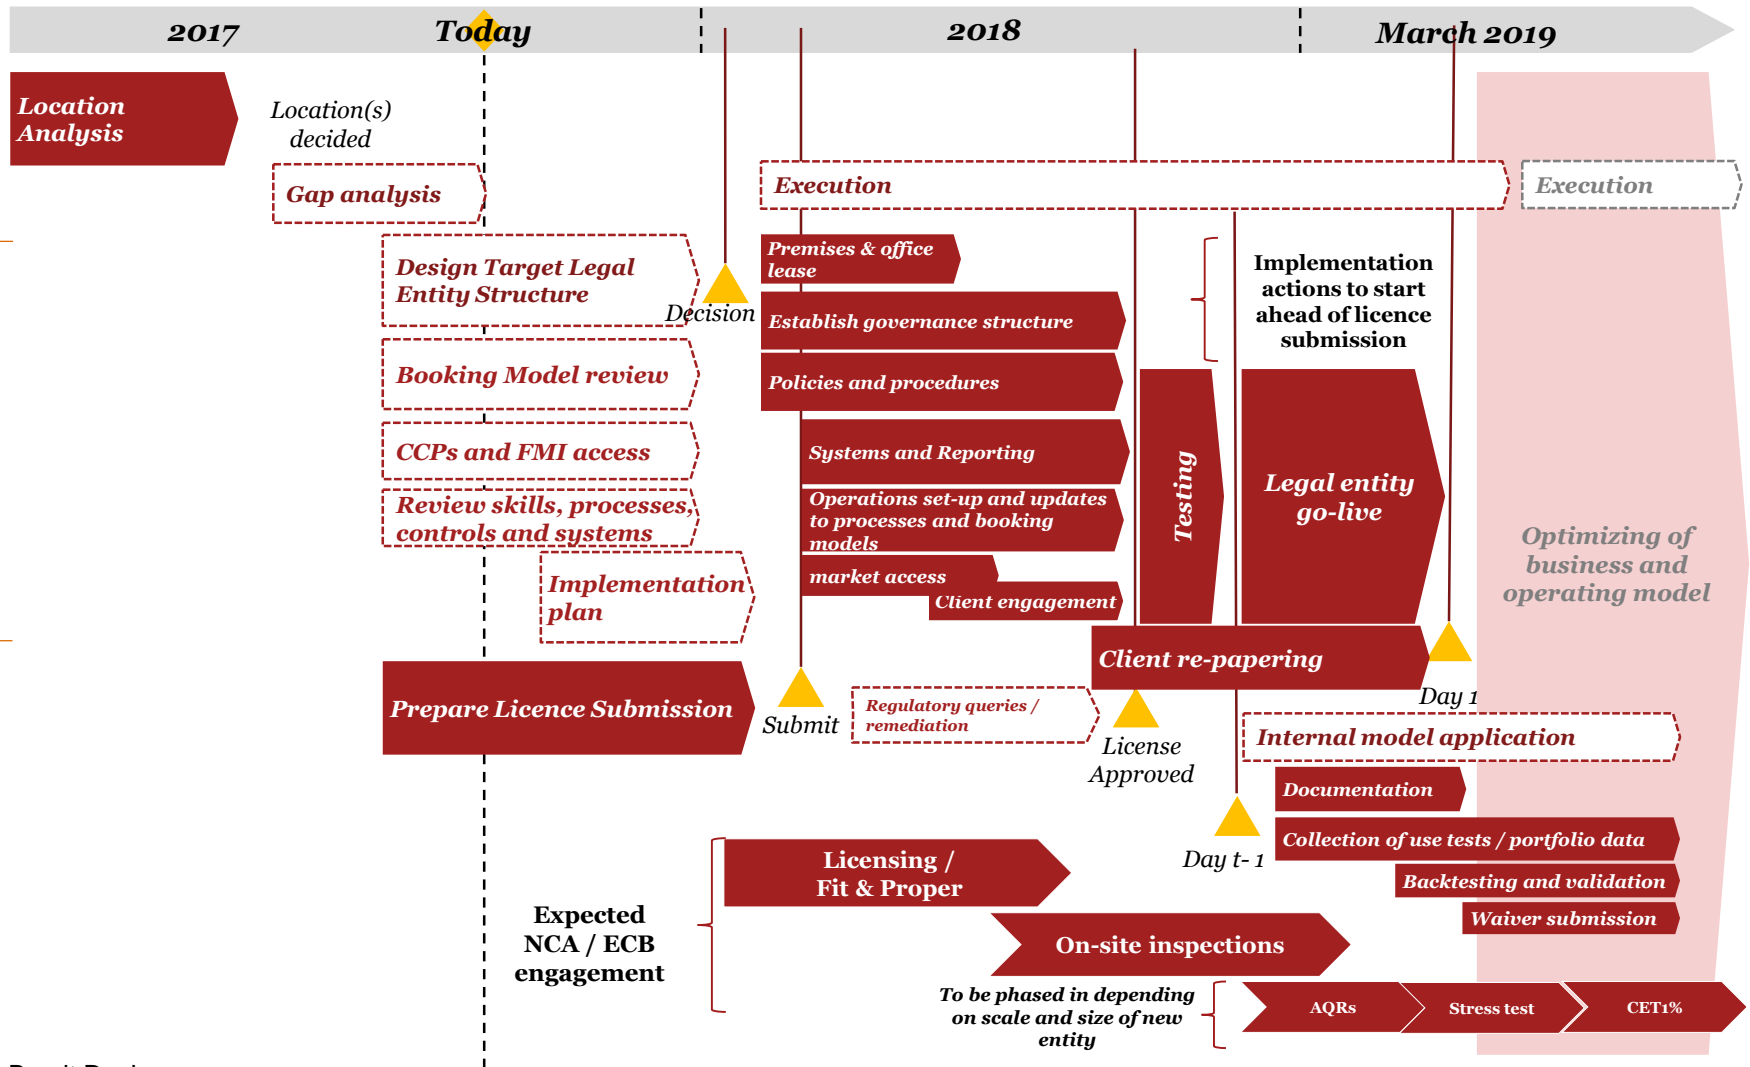 2017
Today
2018
March 2019
Location
Analysis
Location(s)
decided
Gap analysis
Execution
Execution
Design Target Legal
Entity Structure
Decision
Premises & office
lease
Establish governance structure
Policies and procedures
Implementation
actions to start
ahead of licence
submission
Booking Model review
CCPs and FMI access
Review skills, processes,
controls and systems
Implementation
plan
Systems and Reporting
Operations set-up and updates
to processes and booking
models
market access
Client engagement
Testing
Legal entity
go-live
Optimizing of
business and
operating model
Prepare Licence Submission
Submit
Regulatory queries /
remediation
Client re-papering
License
Approved
Day 1
Internal model application
Documentation
Collection of use tests / portfolio data
Backtesting and validation
Waiver submission
Day t- 1
Expected
NCA / ECB
engagement
Licensing /
Fit & Proper
On-site inspections
To be phased in depending
on scale and size of new
entity
AQRs
Stress test
CET1%